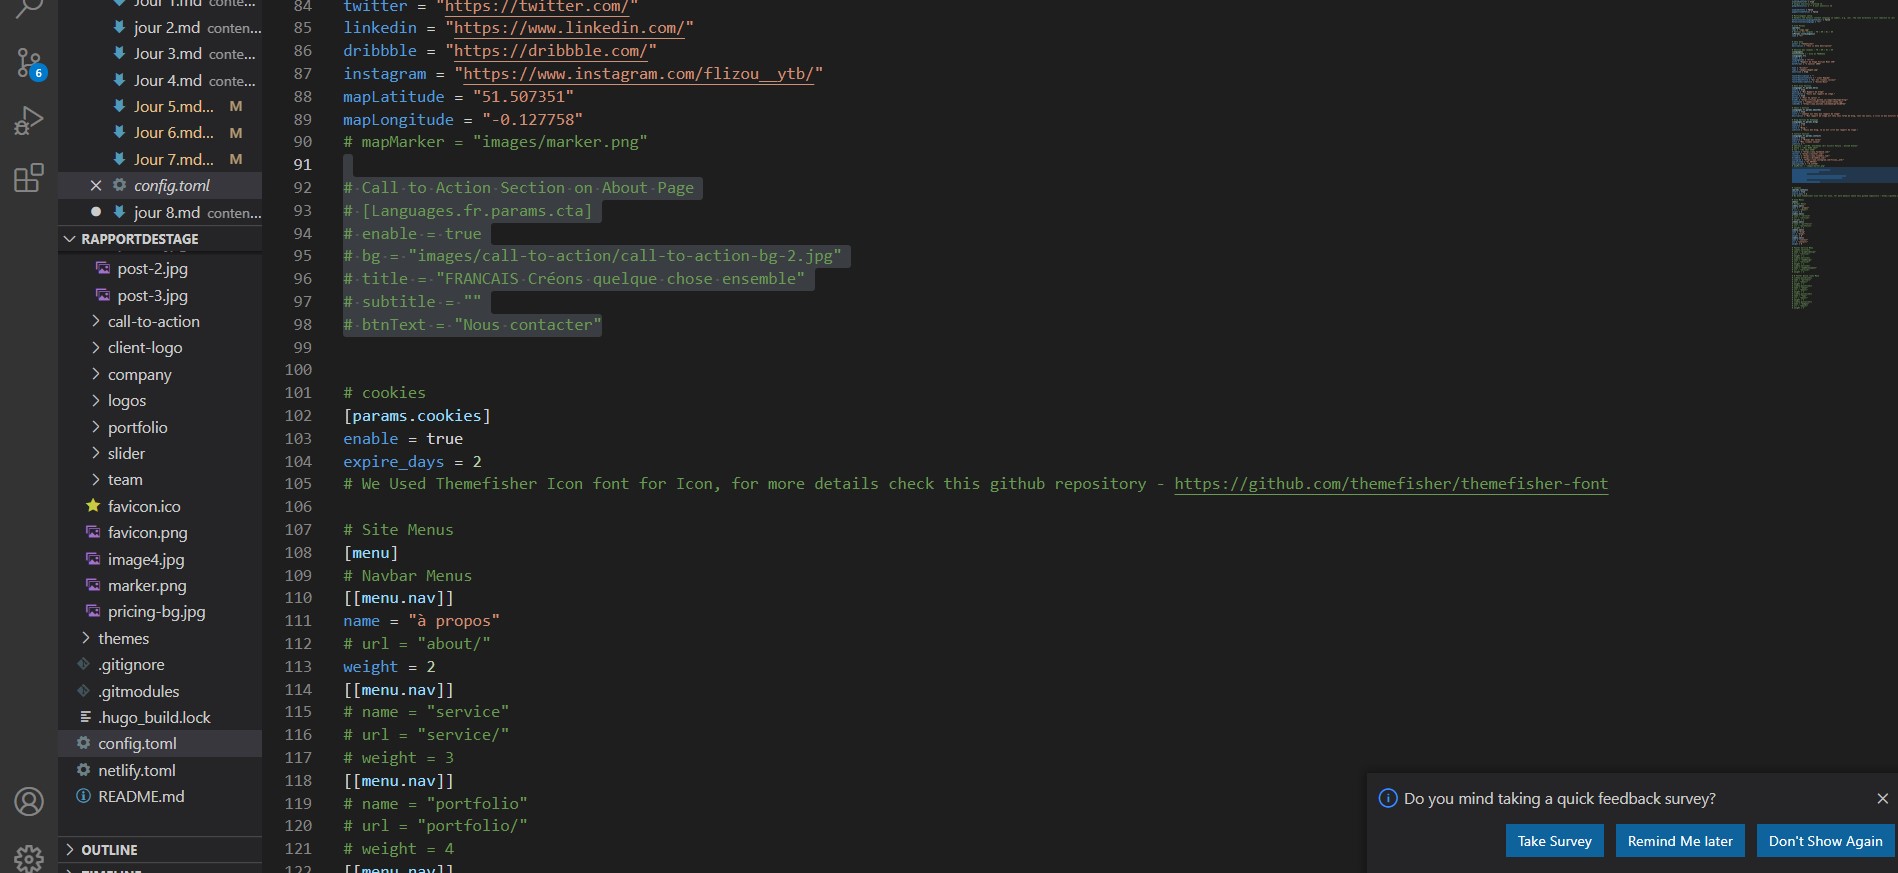 Jour 1.md conte...
jour 2.md conten...
Jour 3.md conte...
Jour 4.md conte...
Jour 5.md... M
Jour 6.md... M
Jour 7.md... M
config.toml
jour 8.md conten...
RAPPORTDESTAGE
post-2.jpg
post-3.jpg
call-to-action
client-logo
company
logos
portfolio
slider
team
favicon.ico
favicon.png
image4.jpg
marker.png
pricing-bg.jpg
themes
.gitignore
.gitmodules
.hugo_build.lock
config.toml
netlify.toml
README.md
OUTLINE
TIMELINE
6
84 twitter = "https://twitter.com/"
85 linkedin = "https://www.linkedin.com/"
86 dribbble = "https://dribbble.com/"
87 instagram = "https://www.instagram.com/flizou__ytb/"
88 mapLatitude = "51.507351"
89 mapLongitude = "-0.127758"
90 # mapMarker = "images/marker.png"
91
92 # Call to Action Section on About Page
93 # [Languages.fr.params.cta]
94 # enable = true
95 # bg = "images/call-to-action/call-to-action-bg-2.jpg"
96 # title = "FRANCAIS Créons quelque chose ensemble"
97 # subtitle = ""
98 # btnText = "Nous contacter"
99
100
101 # cookies
102 [params.cookies]
103 enable = true
104 expire_days = 2
105 # We Used Themefisher Icon font for Icon, for more details check this github repository - https://github.com/themefisher/themefisher-font
106
107 # Site Menus
108 [menu]
109 # Navbar Menus
110 [[menu.nav]]
111 name = "à propos"
112 # url = "about/"
113 weight = 2
114 [[menu.nav]]
115 # name = "service"
116 # url = "service/"
117 # weight = 3
118 [[menu.nav]]
119 # name = "portfolio"
120 # url = "portfolio/"
121 # weight = 4
122 [[menu.nav]]
Do you mind taking a quick feedback survey?
Take Survey
Remind Me later
Don't Show Again